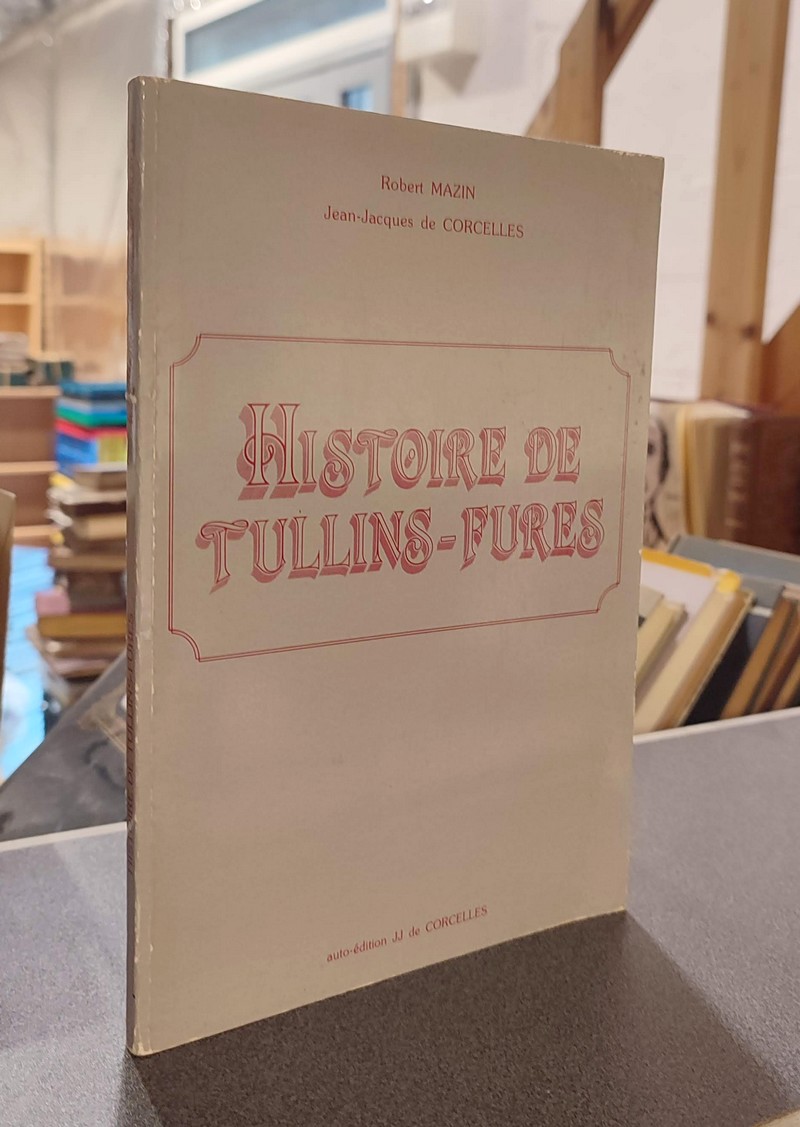 Robert MAZIN
Jean-Jacques de CORCELLES
HISTOIRE DE
TULLINS-FURES
auto-édition JJ de CORCELLES